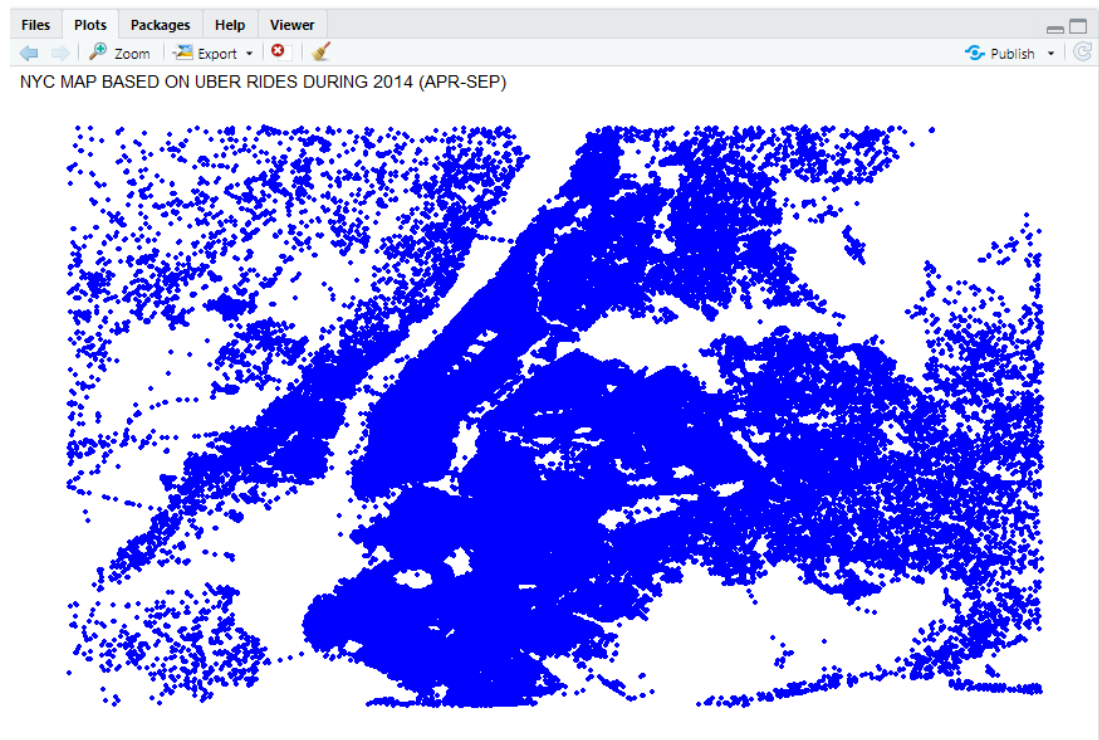 Files Plots Packages Help Viewer
Zoom Export Publish
NYC MAP BASED ON UBER RIDES DURING 2014 (APR-SEP)